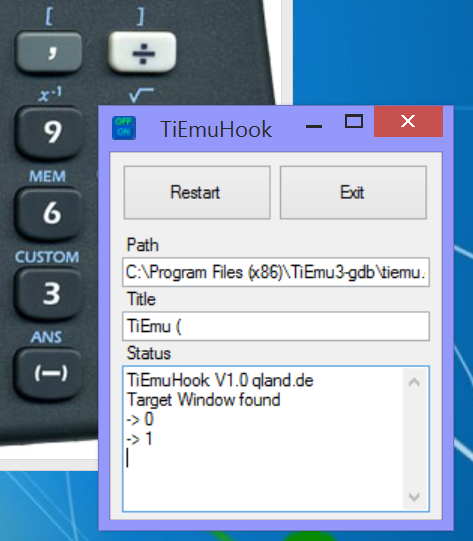 [ ]
,
÷
x⁻¹ √
9
MEM
6
CUSTOM
3
ANS
(−)
OFF
ON
TiEmuHook
Restart Exit
Path
C:\Program Files (x86)\TiEmu3-gdb\tiemu.
Title
TiEmu (
Status
TiEmuHook V1.0 qland.de
Target Window found
-> 0
-> 1